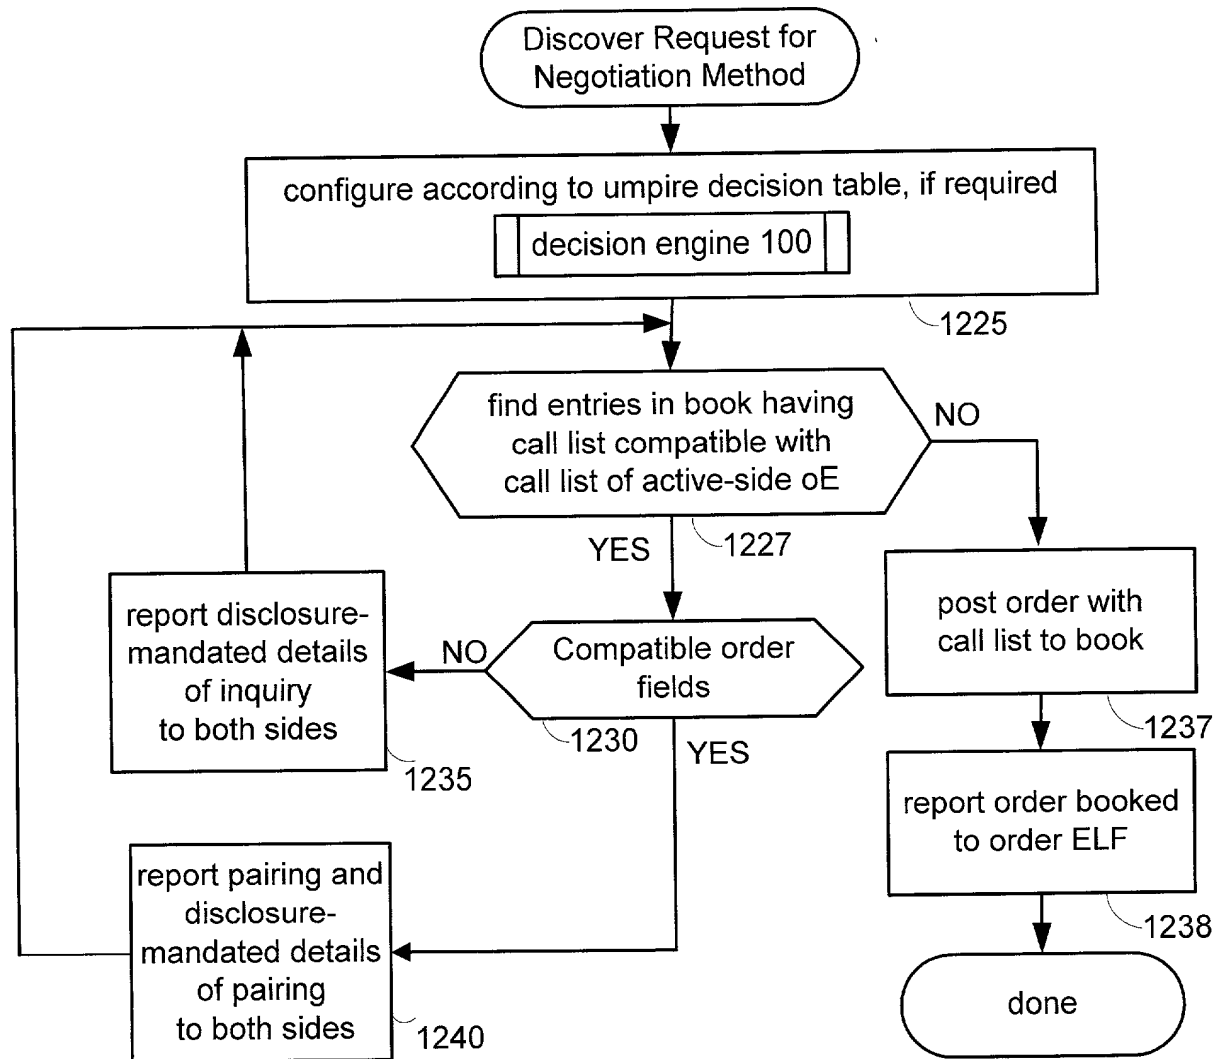 Discover Request for
Negotiation Method
configure according to umpire decision table, if required
decision engine 100
1225
find entries in book having
call list compatible with
call list of active-side oE
NO
1227
YES
post order with
call list to book
1237
report disclosure-
mandated details
of inquiry
to both sides
1235
NO
Compatible order
fields
1230
YES
report order booked
to order ELF
1238
report pairing and
disclosure-
mandated details
of pairing
to both sides
1240
done